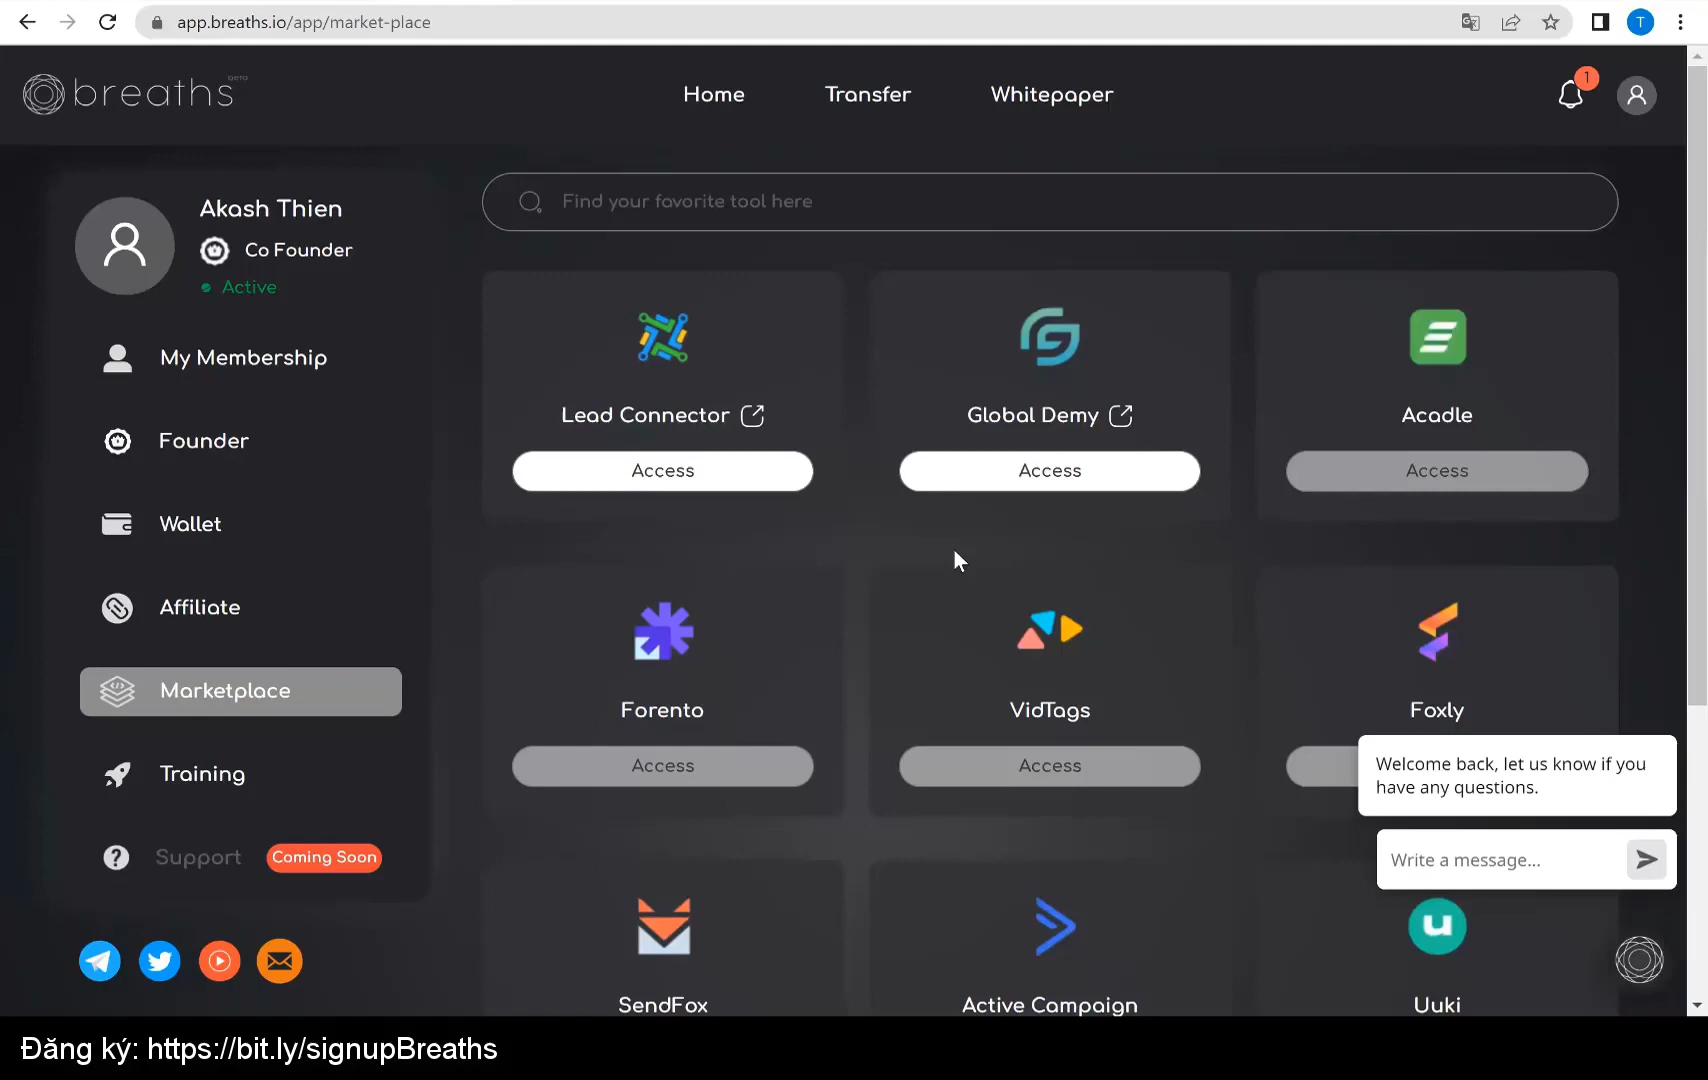 app.breaths.io/app/market-place
T
breaths
BETA
Home
Transfer
Whitepaper
1
Akash Thien
Co Founder
Active
My Membership
Founder
Wallet
Affiliate
Marketplace
Training
Support
Coming Soon
Find your favorite tool here
Lead Connector
Access
Global Demy
Access
Acadle
Access
Forento
Access
VidTags
Access
Foxly
SendFox
Active Campaign
Uuki
Welcome back, let us know if you
have any questions.
Write a message...
Đăng ký: https://bit.ly/signupBreaths